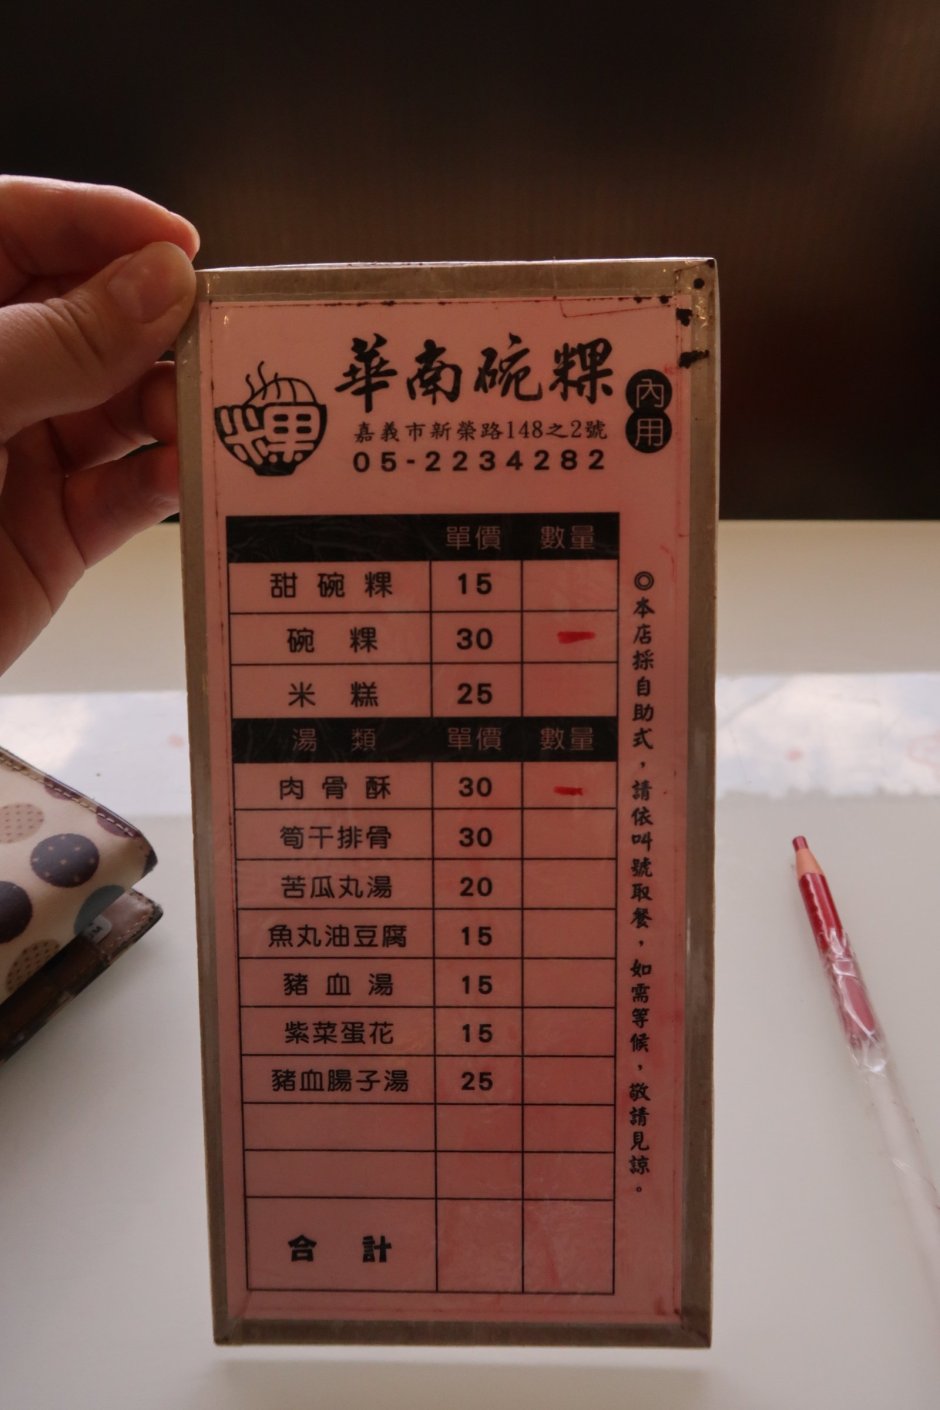 粿
華南碗粿
內用
嘉義市新榮路148之2號
05-2234282
單價 數量
甜碗粿 15
碗粿 30 一
米糕 25
湯類 單價 數量
肉骨酥 30 一
筍干排骨 30
苦瓜丸湯 20
魚丸油豆腐 15
豬血湯 15
紫菜蛋花 15
豬血腸子湯 25
合計
◎本店採自助式，請依叫號取餐，如需等候，敬請見諒。